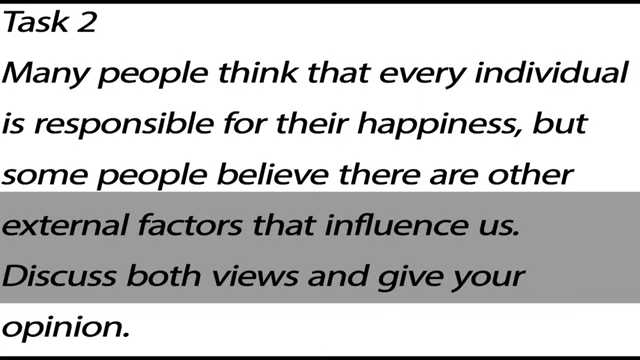 Task 2
Many people think that every individual
is responsible for their happiness, but
some people believe there are other
external factors that influence us.
Discuss both views and give your
opinion.